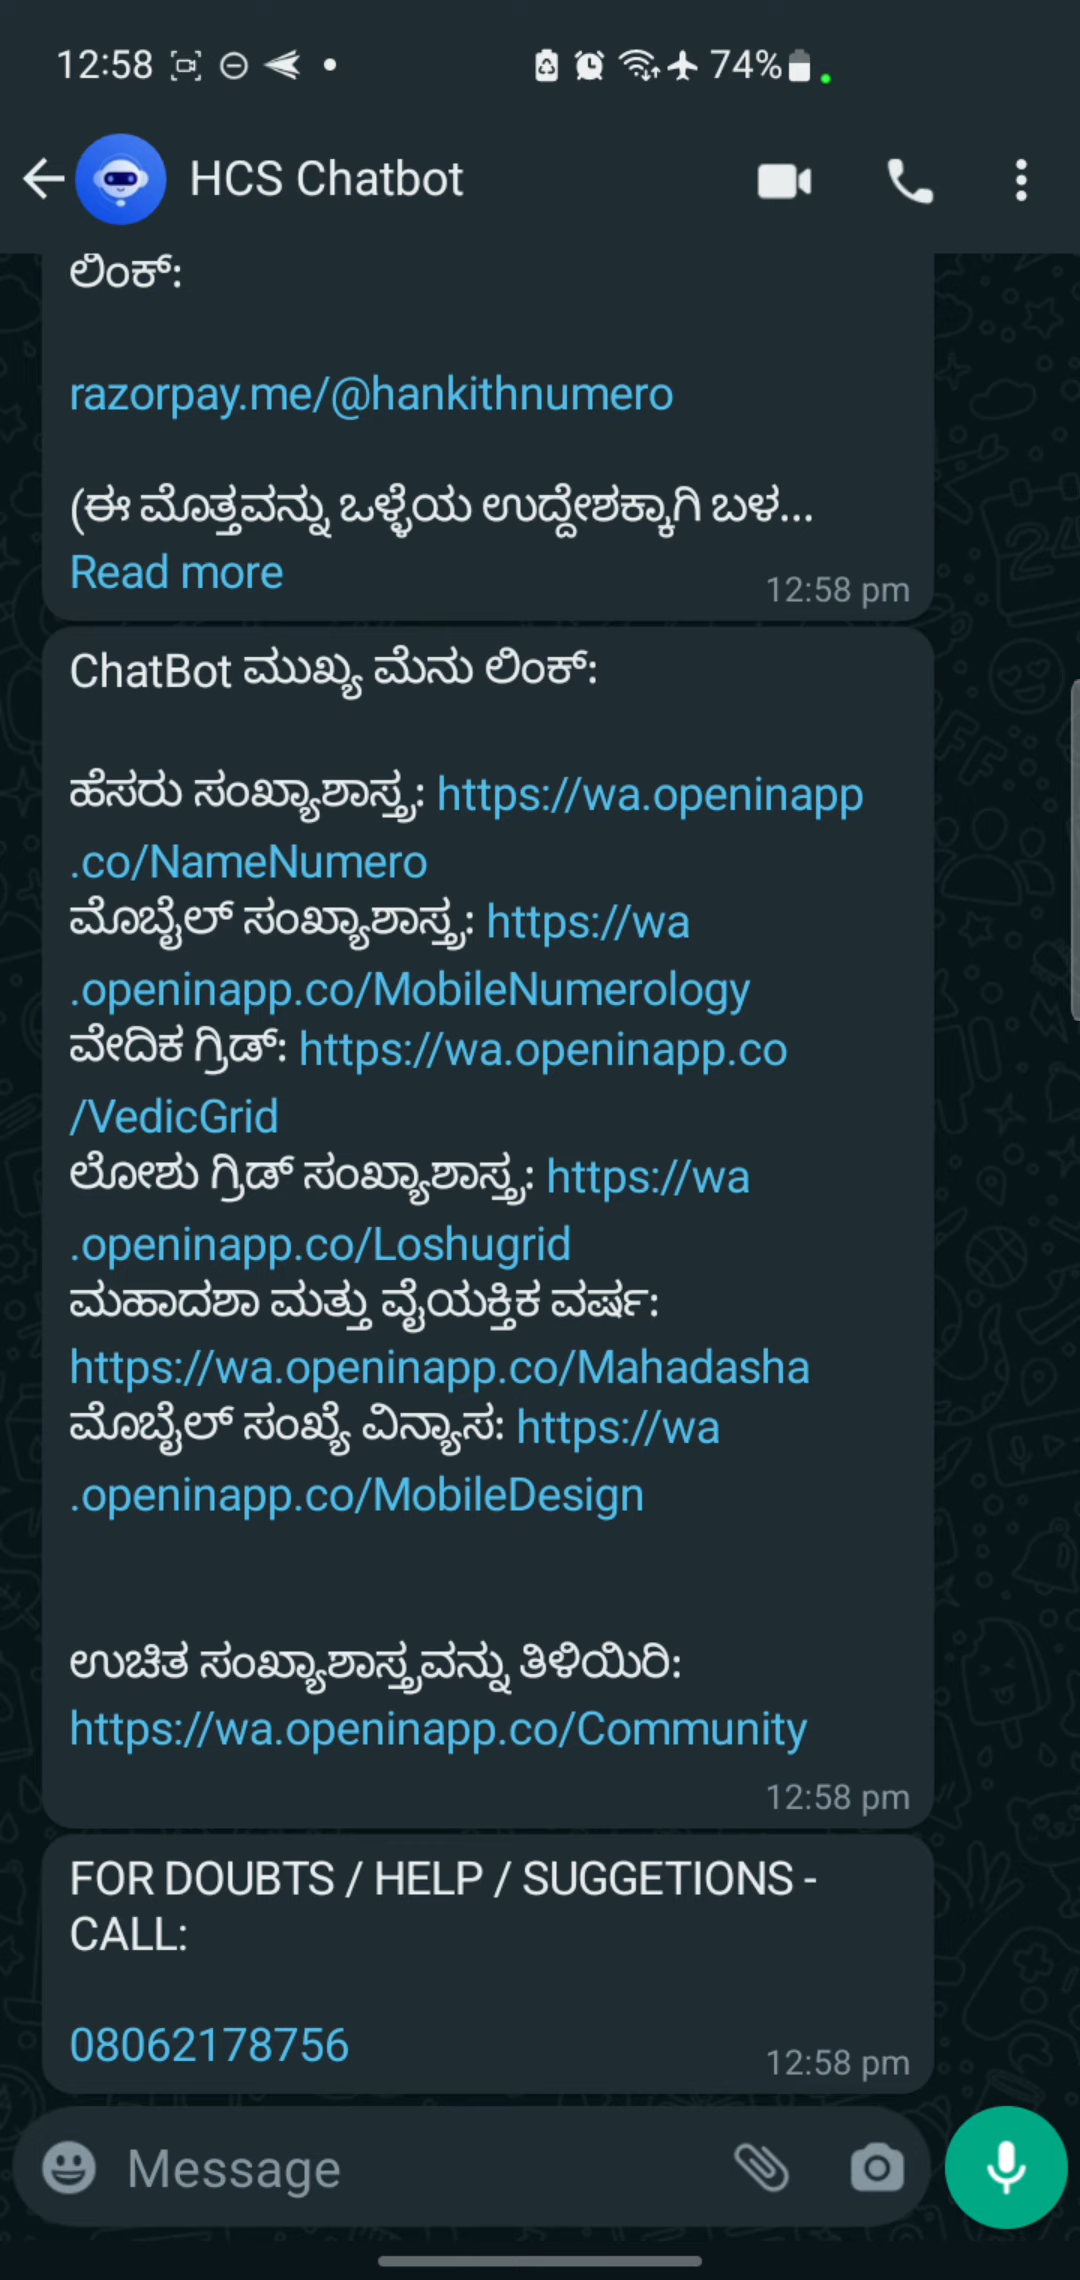 12:58 74%
HCS Chatbot
ಲಿಂಕ್:
razorpay.me/@hankithnumero
(ಈ ಮೊತ್ತವನ್ನು ಒಳ್ಳೆಯ ಉದ್ದೇಶಕ್ಕಾಗಿ ಬಳ...
Read more
12:58 pm
ChatBot ಮುಖ್ಯ ಮೆನು ಲಿಂಕ್:
ಹೆಸರು ಸಂಖ್ಯಾಶಾಸ್ತ್ರ: https://wa.openinapp
.co/NameNumero
ಮೊಬೈಲ್ ಸಂಖ್ಯಾಶಾಸ್ತ್ರ: https://wa
.openinapp.co/MobileNumerology
ವೇದಿಕ ಗ್ರಿಡ್: https://wa.openinapp.co
/VedicGrid
ಲೋಶು ಗ್ರಿಡ್ ಸಂಖ್ಯಾಶಾಸ್ತ್ರ: https://wa
.openinapp.co/Loshugrid
ಮಹಾದಶಾ ಮತ್ತು ವೈಯಕ್ತಿಕ ವರ್ಷ:
https://wa.openinapp.co/Mahadasha
ಮೊಬೈಲ್ ಸಂಖ್ಯೆ ವಿನ್ಯಾಸ: https://wa
.openinapp.co/MobileDesign
ಉಚಿತ ಸಂಖ್ಯಾಶಾಸ್ತ್ರವನ್ನು ತಿಳಿಯಿರಿ:
https://wa.openinapp.co/Community
12:58 pm
FOR DOUBTS / HELP / SUGGETIONS -
CALL:
08062178756
12:58 pm
Message